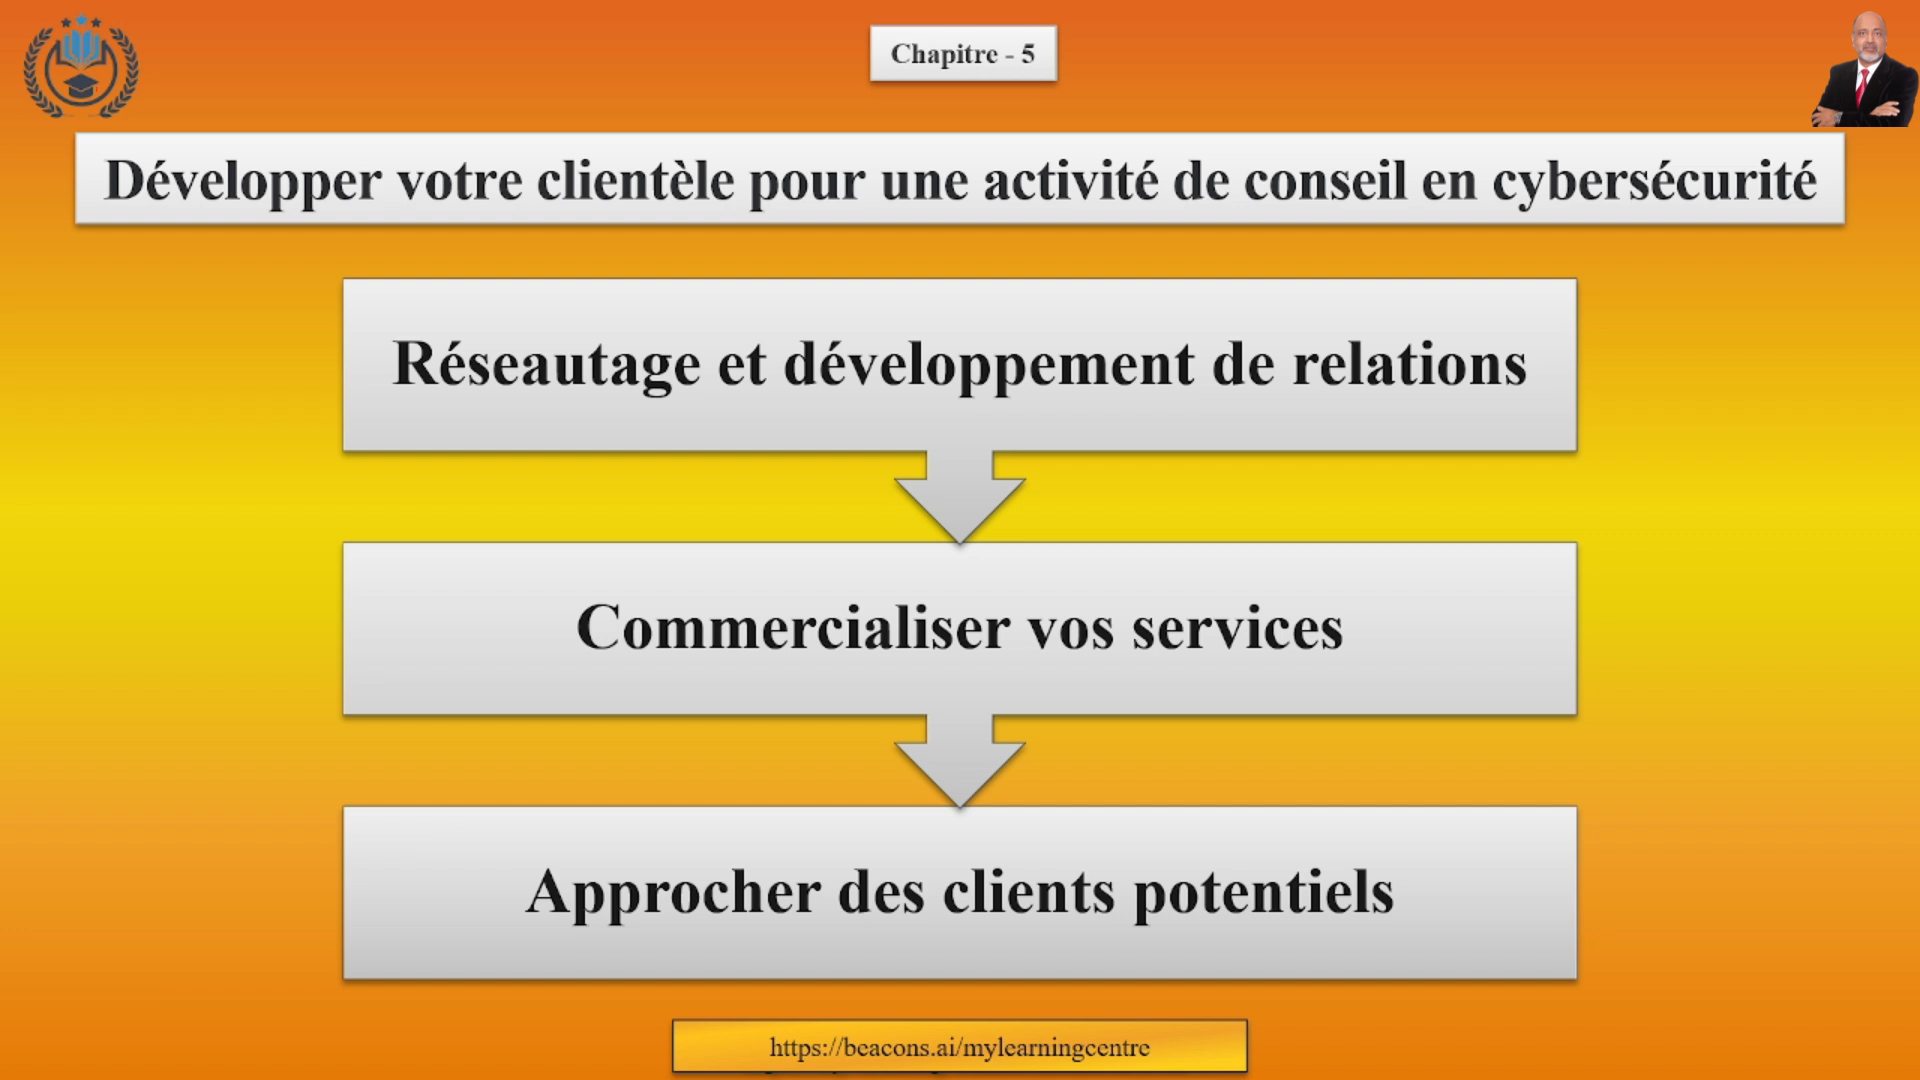 Chapitre - 5
Développer votre clientèle pour une activité de conseil en cybersécurité
Réseautage et développement de relations
Commercialiser vos services
Approcher des clients potentiels
https://beacons.ai/mylearningcentre